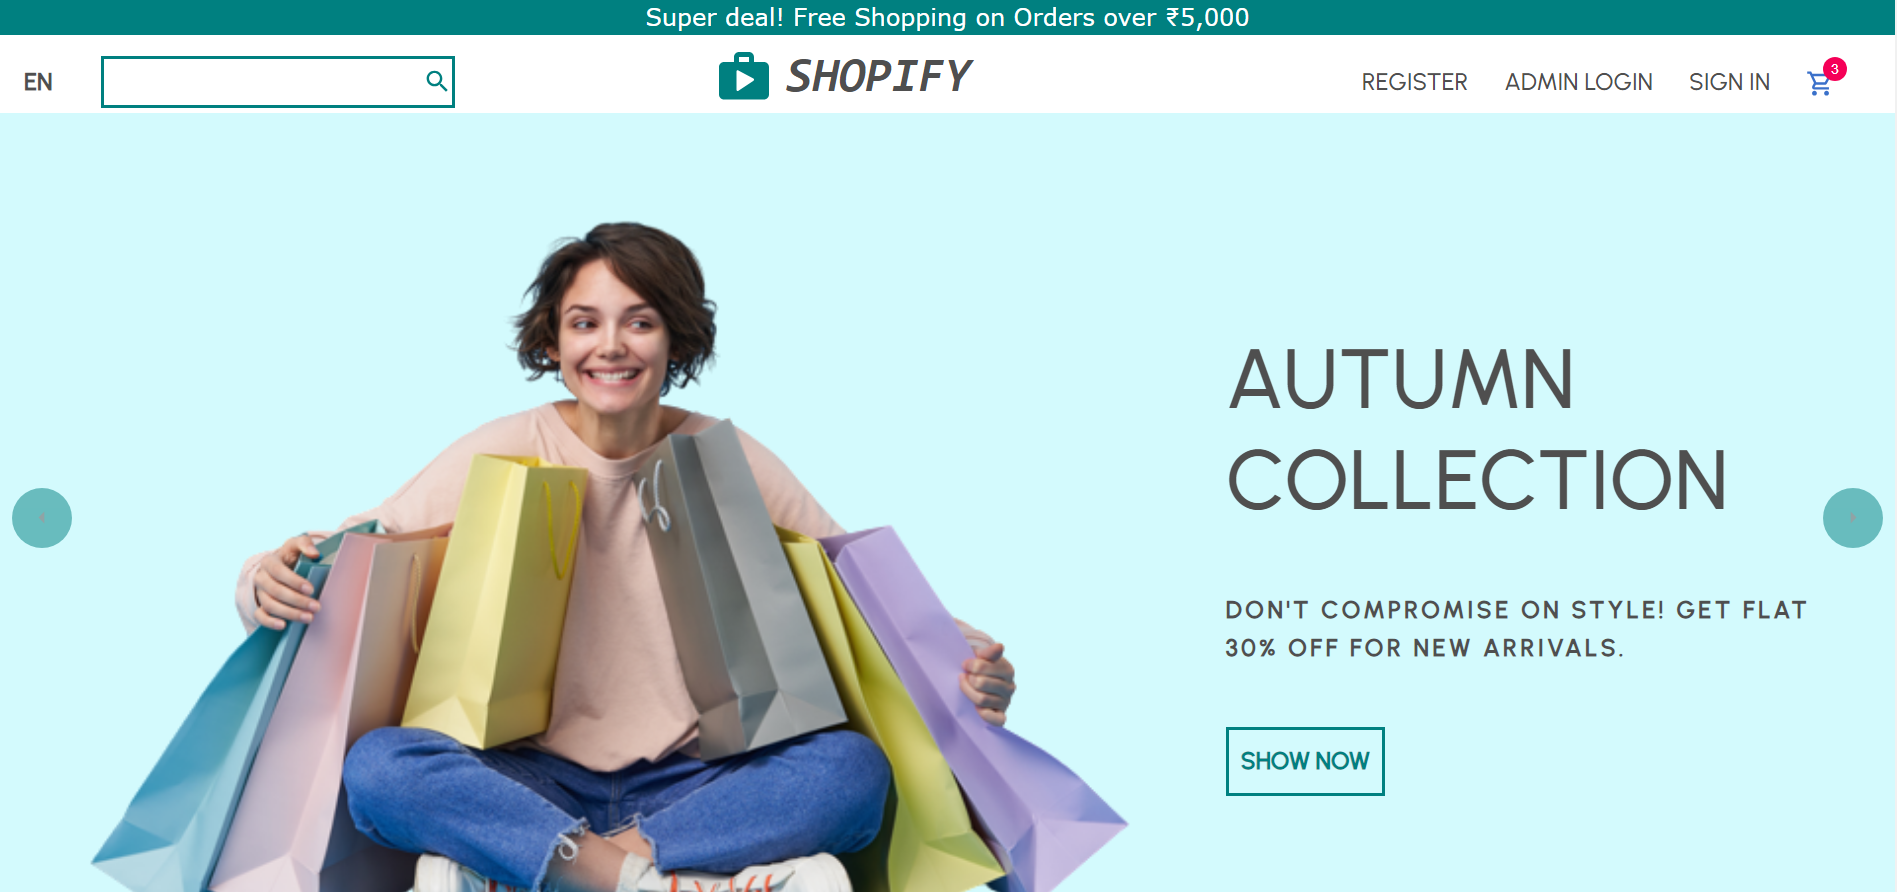 Super deal! Free Shopping on Orders over ₹5,000
EN
SHOPIFY
REGISTER
ADMIN LOGIN
SIGN IN
3
AUTUMN
COLLECTION
DON'T COMPROMISE ON STYLE! GET FLAT
30% OFF FOR NEW ARRIVALS.
SHOW NOW